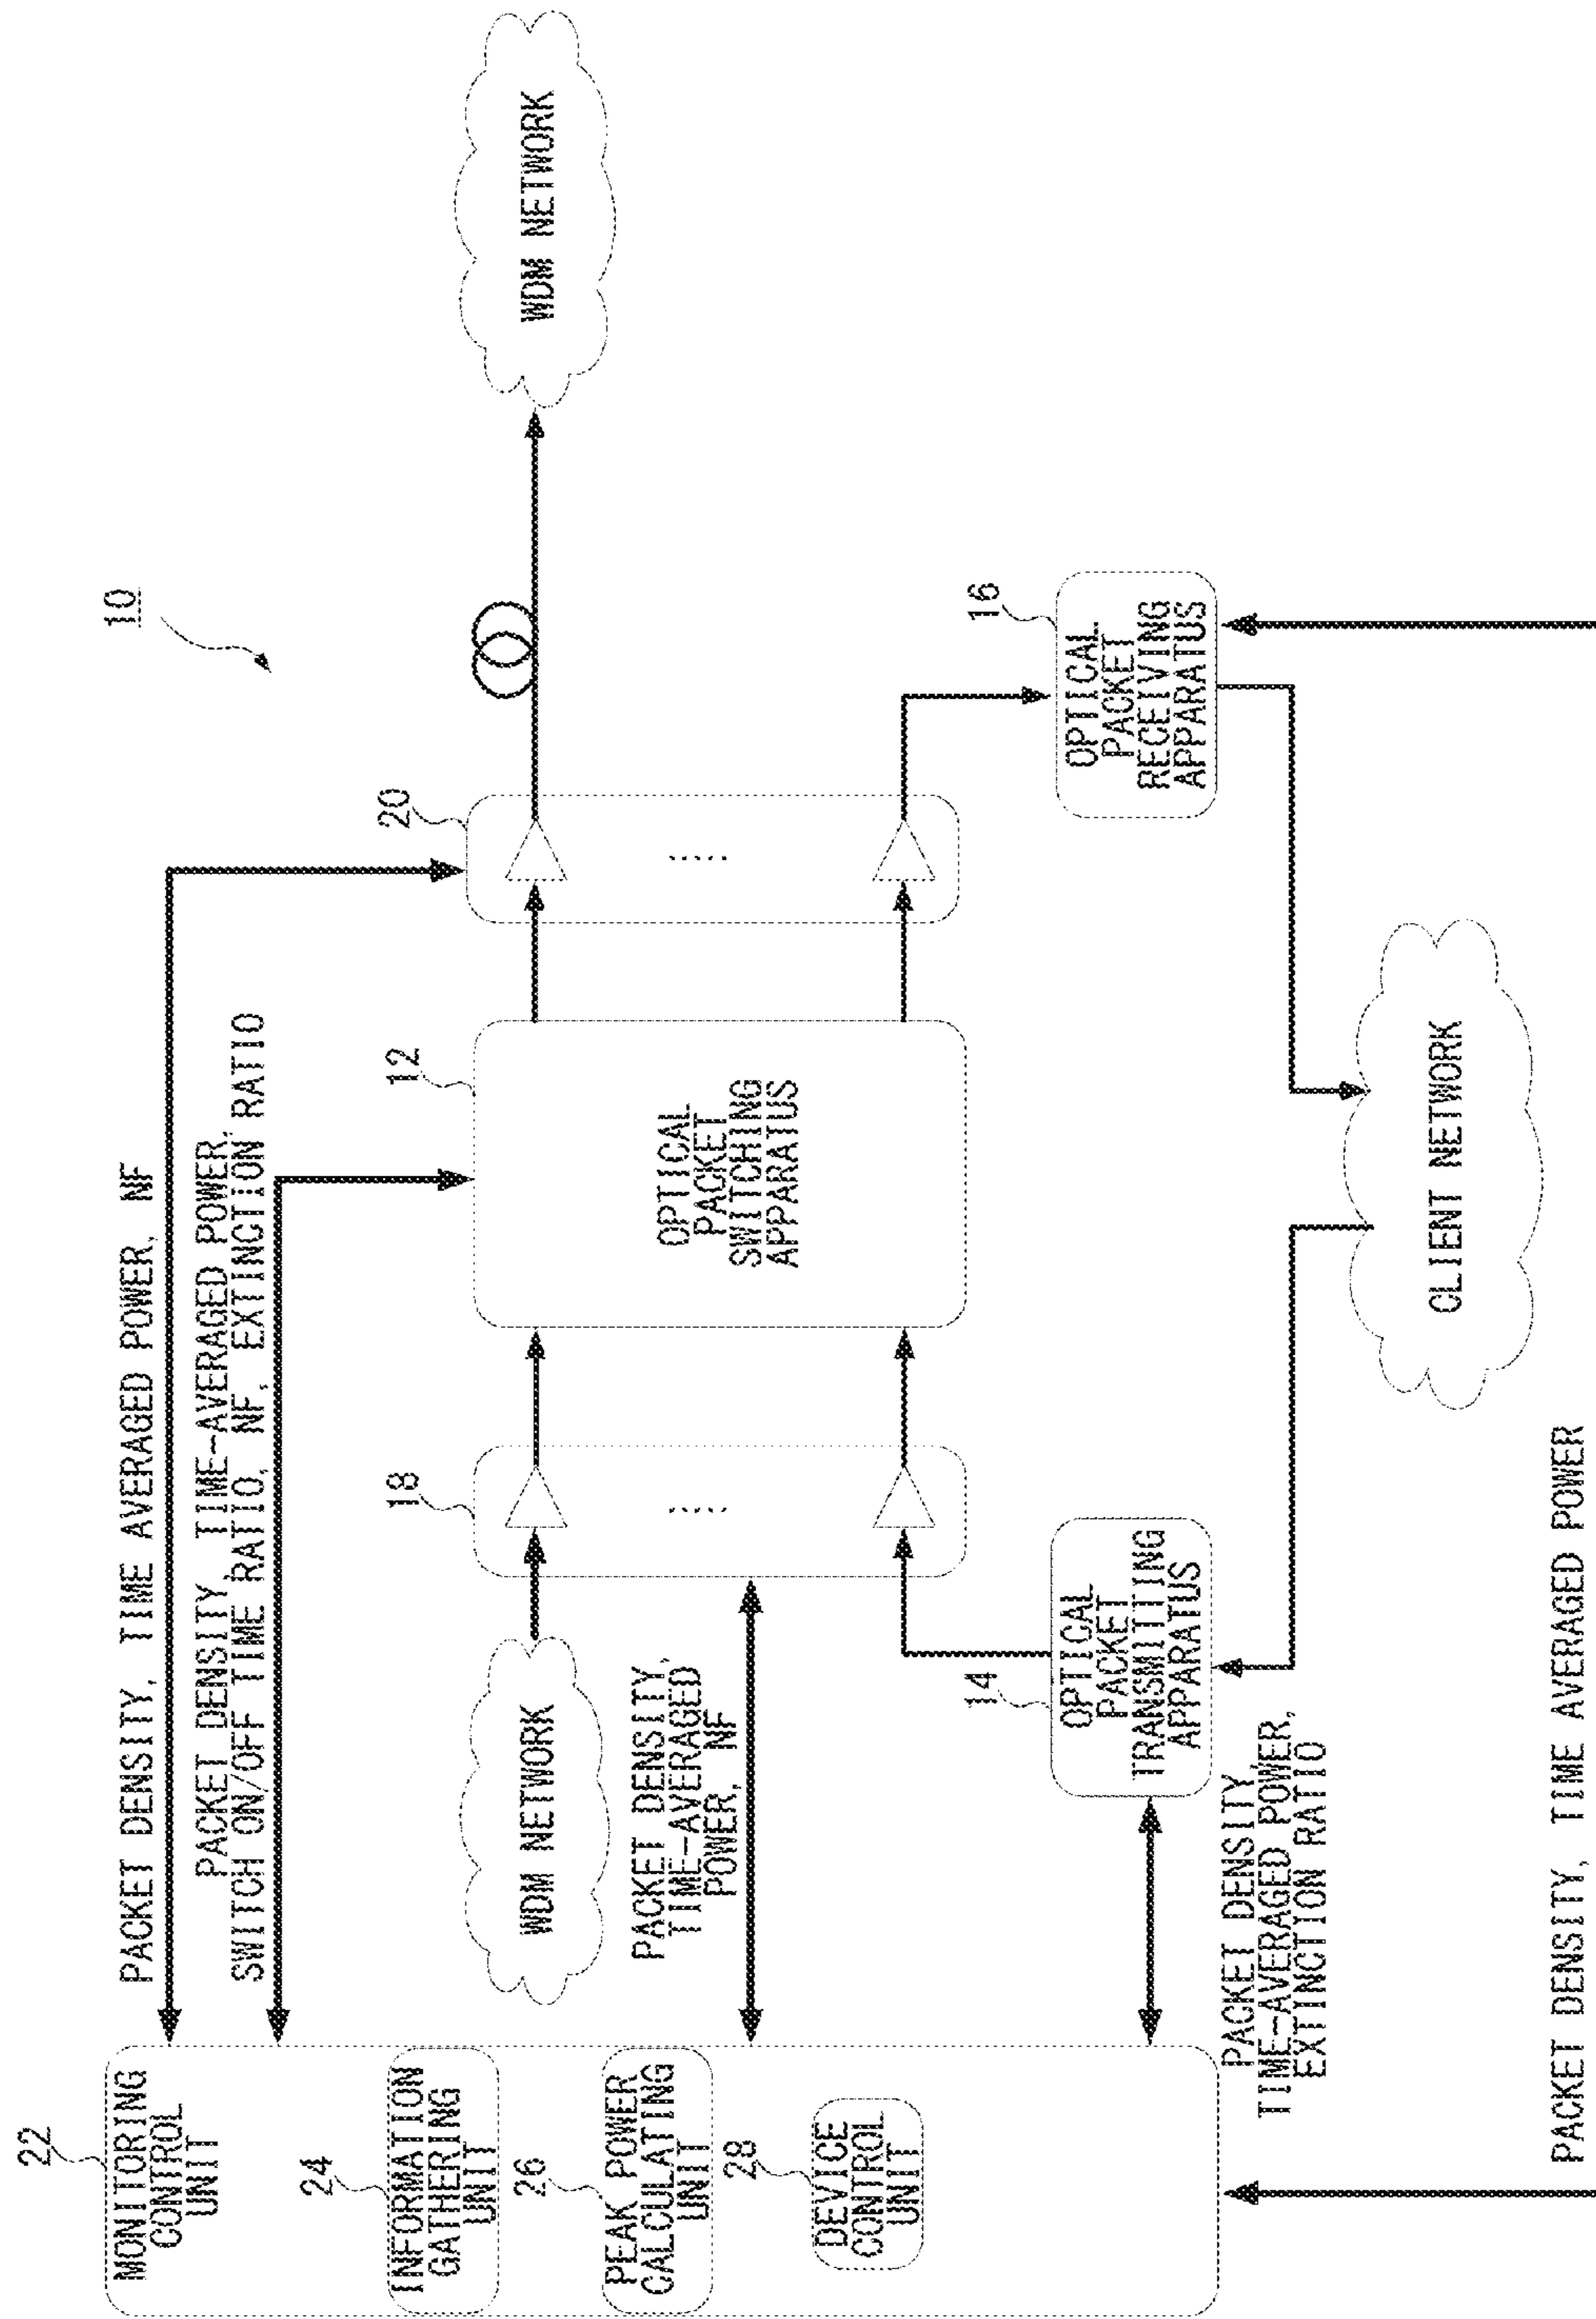 10
22
MONITORING
CONTROL
UNIT
24
INFORMATION
GATHERING
UNIT
26
PEAK POWER
CALCULATING
UNIT
28
DEVICE
CONTROL
UNIT
PACKET DENSITY, TIME AVERAGED POWER, NF
PACKET DENSITY, TIME-AVERAGED POWER,
SWITCH ON/OFF TIME RATIO, NF, EXTINCTION RATIO
WDM NETWORK
18
12
OPTICAL
PACKET
SWITCHING
APPARATUS
20
WDM NETWORK
PACKET DENSITY,
TIME-AVERAGED
POWER, NF
14
OPTICAL
PACKET
TRANSMITTING
APPARATUS
16
OPTICAL
PACKET
RECEIVING
APPARATUS
PACKET DENSITY,
TIME-AVERAGED POWER,
EXTINCTION RATIO
CLIENT NETWORK
PACKET DENSITY, TIME AVERAGED POWER